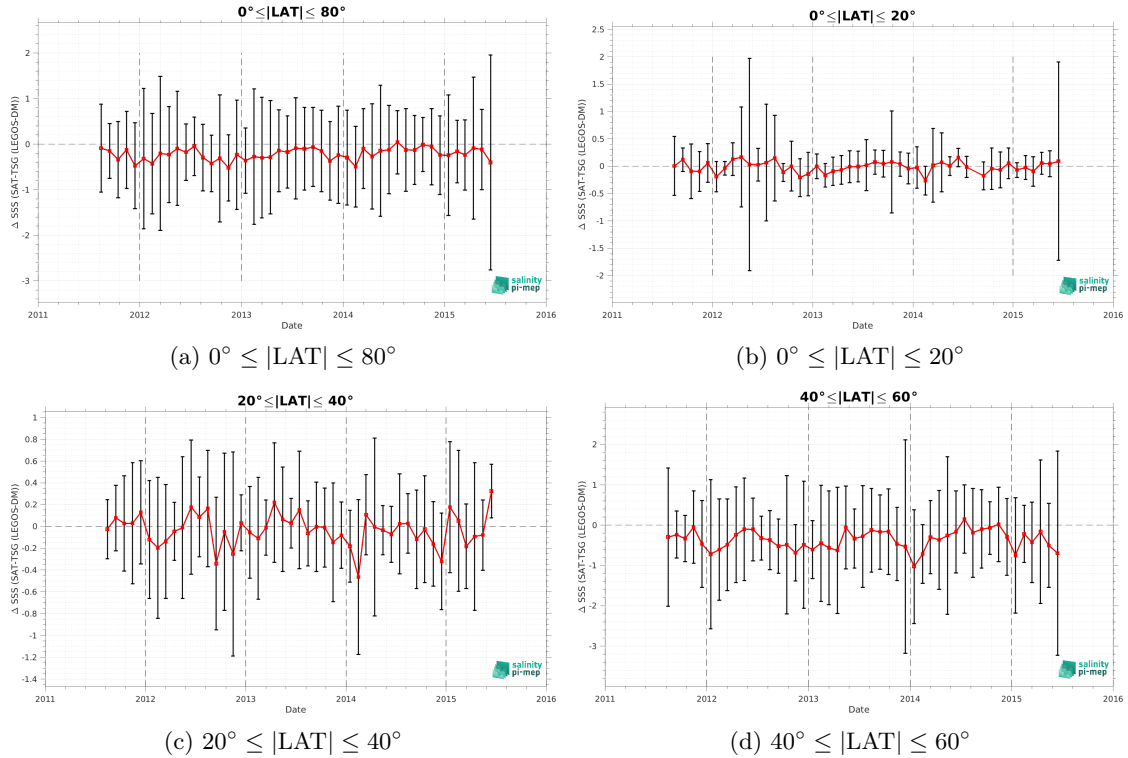 0°≤|LAT|≤ 80°
Δ SSS (SAT-TSG (LEGOS-DM))
2
1
0
-1
-2
-3
2011
2012
2013
2014
2015
2016
Date
salinity
pi-mep
(a) 0° ≤ |LAT| ≤ 80°
0°≤|LAT|≤ 20°
Δ SSS (SAT-TSG (LEGOS-DM))
2.5
2
1.5
1
0.5
0
-0.5
-1
-1.5
-2
2011
2012
2013
2014
2015
2016
Date
salinity
pi-mep
(b) 0° ≤ |LAT| ≤ 20°
20°≤|LAT|≤ 40°
Δ SSS (SAT-TSG (LEGOS-DM))
1
0.8
0.6
0.4
0.2
0
-0.2
-0.4
-0.6
-0.8
-1
-1.2
-1.4
2011
2012
2013
2014
2015
2016
Date
salinity
pi-mep
(c) 20° ≤ |LAT| ≤ 40°
40°≤|LAT|≤ 60°
Δ SSS (SAT-TSG (LEGOS-DM))
2
1
0
-1
-2
-3
2011
2012
2013
2014
2015
2016
Date
salinity
pi-mep
(d) 40° ≤ |LAT| ≤ 60°